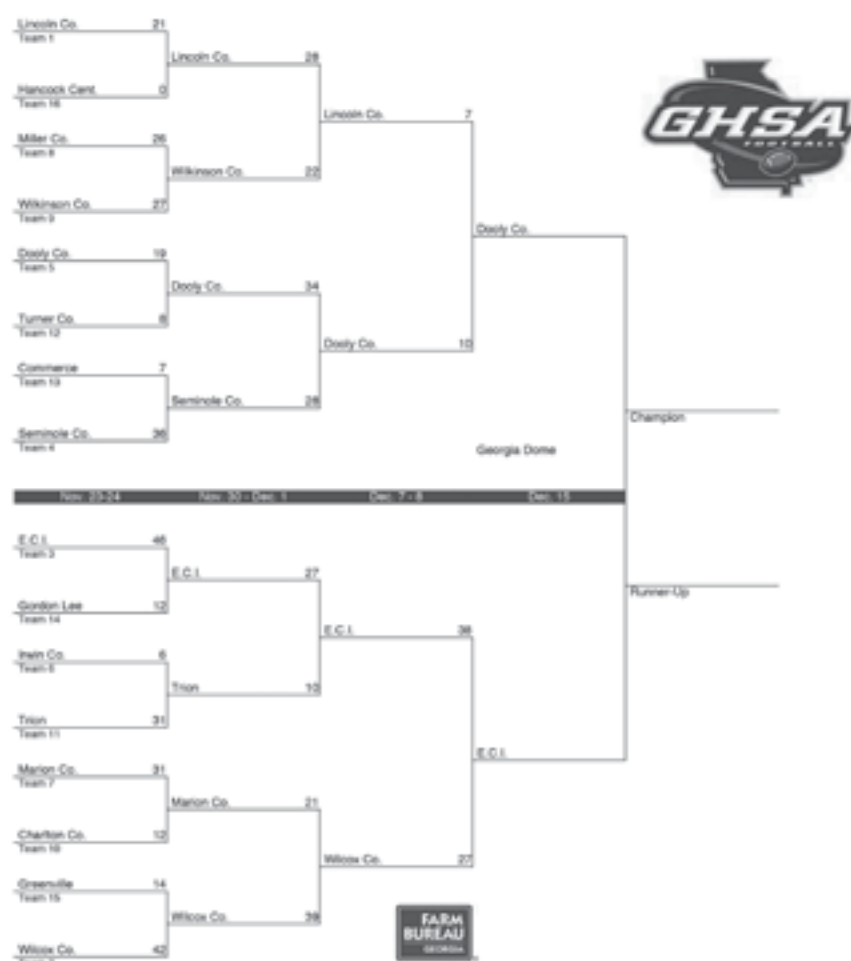 Lincoln Co. 21
Team 1
Hancock Cent. 0
Team 16
Miller Co. 26
Team 8
Wilkinson Co. 27
Team 9
Dooly Co. 19
Team 5
Turner Co. 8
Team 12
Commerce 7
Team 13
Seminole Co. 36
Team 4
Lincoln Co. 28
Wilkinson Co. 22
Dooly Co. 34
Seminole Co. 28
Lincoln Co. 7
Dooly Co. 10
Dooly Co.
GHSA
FOOTBALL
Georgia Dome
Champion
Nov. 23-24 Nov. 30 - Dec. 1 Dec. 7 - 8 Dec. 15
E.C.I. 46
Team 3
Gordon Lee 12
Team 14
Irwin Co. 6
Team 6
Trion 31
Team 11
Marion Co. 31
Team 7
Charlton Co. 12
Team 10
Greenville 14
Team 15
Wilcox Co. 42
E.C.I. 27
Trion 10
Marion Co. 21
Wilcox Co. 39
E.C.I. 38
Wilcox Co. 27
E.C.I.
Runner-Up
FARM
BUREAU
GEORGIA